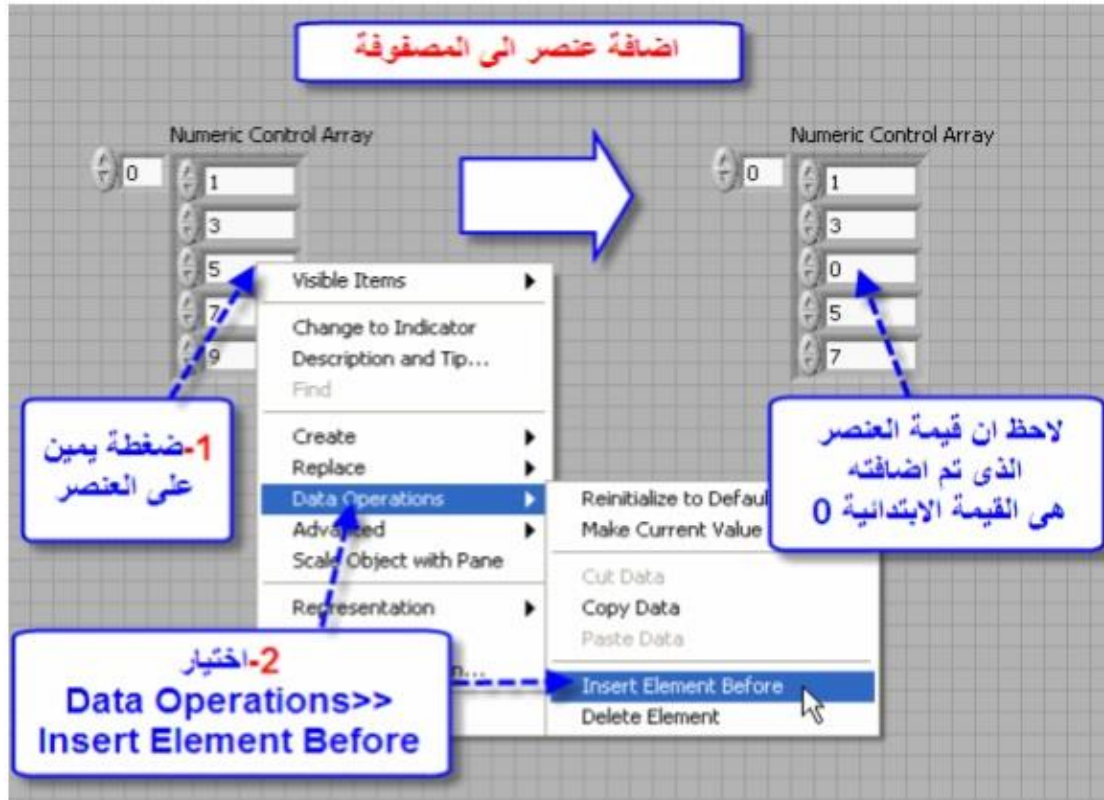 اضافة عنصر الى المصفوفة
Numeric Control Array
0
1
3
5
7
9
Numeric Control Array
0
1
3
0
5
7
Visible Items
Change to Indicator
Description and Tip...
Find
Create
Replace
Data Operations
Advanced
Scale Object with Pane
Representation
Reinitialize to
Make Current Value
Cut Data
Copy Data
Paste Data
Insert Element Before
Delete Element
1-ضغطة يمين
على العنصر
2-اختيار
Data Operations>>
Insert Element Before
لاحظ ان قيمة العنصر
الذى تم اضافته
هى القيمة الابتدائية 0